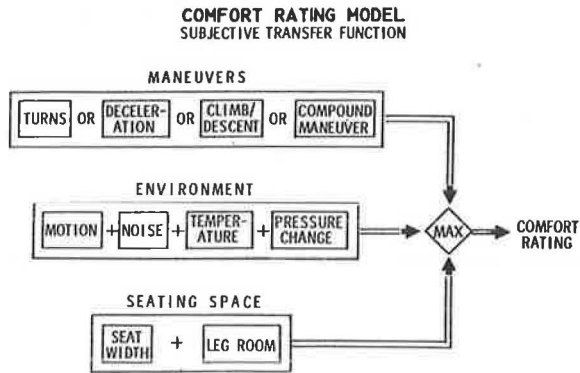 COMFORT RATING MODEL
SUBJECTIVE TRANSFER FUNCTION
MANEUVERS
TURNS OR DECELER-ATION OR CLIMB/DESCENT OR COMPOUND MANEUVER
ENVIRONMENT
MOTION + NOISE + TEMPER-ATURE + PRESSURE CHANGE
MAX
COMFORT
RATING
SEATING SPACE
SEAT WIDTH + LEG ROOM